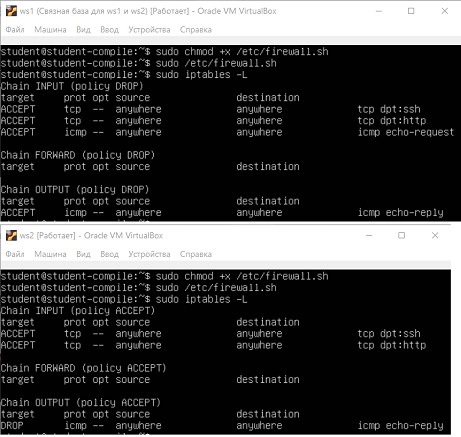 ws1 (Связная база для ws1 и ws2) [Работает] - Oracle VM VirtualBox
Файл Машина Вид Ввод Устройства Справка
student@student-compile:~$ sudo chmod +x /etc/firewall.sh
student@student-compile:~$ sudo /etc/firewall.sh
student@student-compile:~$ sudo iptables -L
Chain INPUT (policy DROP)
target prot opt source destination
ACCEPT tcp -- anywhere anywhere tcp dpt:ssh
ACCEPT tcp -- anywhere anywhere tcp dpt:http
ACCEPT icmp -- anywhere anywhere icmp echo-request
Chain FORWARD (policy DROP)
target prot opt source destination
Chain OUTPUT (policy DROP)
target prot opt source destination
ACCEPT icmp -- anywhere anywhere icmp echo-reply
ws2 [Работает] - Oracle VM VirtualBox
Файл Машина Вид Ввод Устройства Справка
student@student-compile:~$ sudo chmod +x /etc/firewall.sh
student@student-compile:~$ sudo /etc/firewall.sh
student@student-compile:~$ sudo iptables -L
Chain INPUT (policy ACCEPT)
target prot opt source destination
ACCEPT tcp -- anywhere anywhere tcp dpt:ssh
ACCEPT tcp -- anywhere anywhere tcp dpt:http
Chain FORWARD (policy ACCEPT)
target prot opt source destination
Chain OUTPUT (policy ACCEPT)
target prot opt source destination
DROP icmp -- anywhere anywhere icmp echo-reply